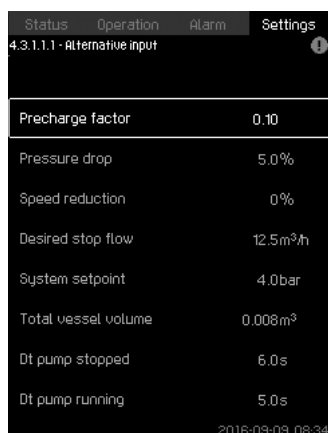 Status Operation Alarm Settings
4.3.1.1.1 - Alternative input
Precharge factor 0.10
Pressure drop 5.0%
Speed reduction 0%
Desired stop flow 12.5m³/h
System setpoint 4.0bar
Total vessel volume 0.008m³
Dt pump stopped 6.0s
Dt pump running 5.0s
2016-09-09 08:34